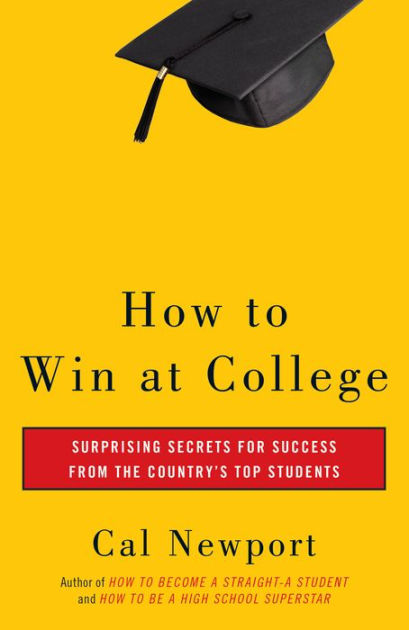 How to
Win at College
SURPRISING SECRETS FOR SUCCESS
FROM THE COUNTRY'S TOP STUDENTS
Cal Newport
Author of HOW TO BECOME A STRAIGHT-A STUDENT
and HOW TO BE A HIGH SCHOOL SUPERSTAR